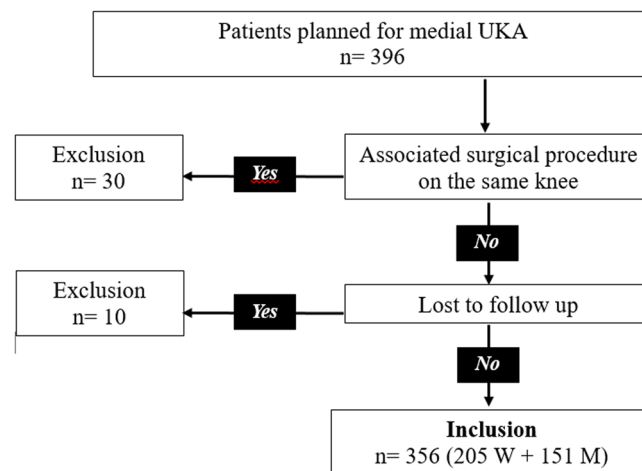 Patients planned for medial UKA
n= 396
Exclusion
n= 30
Yes
Associated surgical procedure
on the same knee
No
Exclusion
n= 10
Yes
Lost to follow up
No
Inclusion
n= 356 (205 W + 151 M)